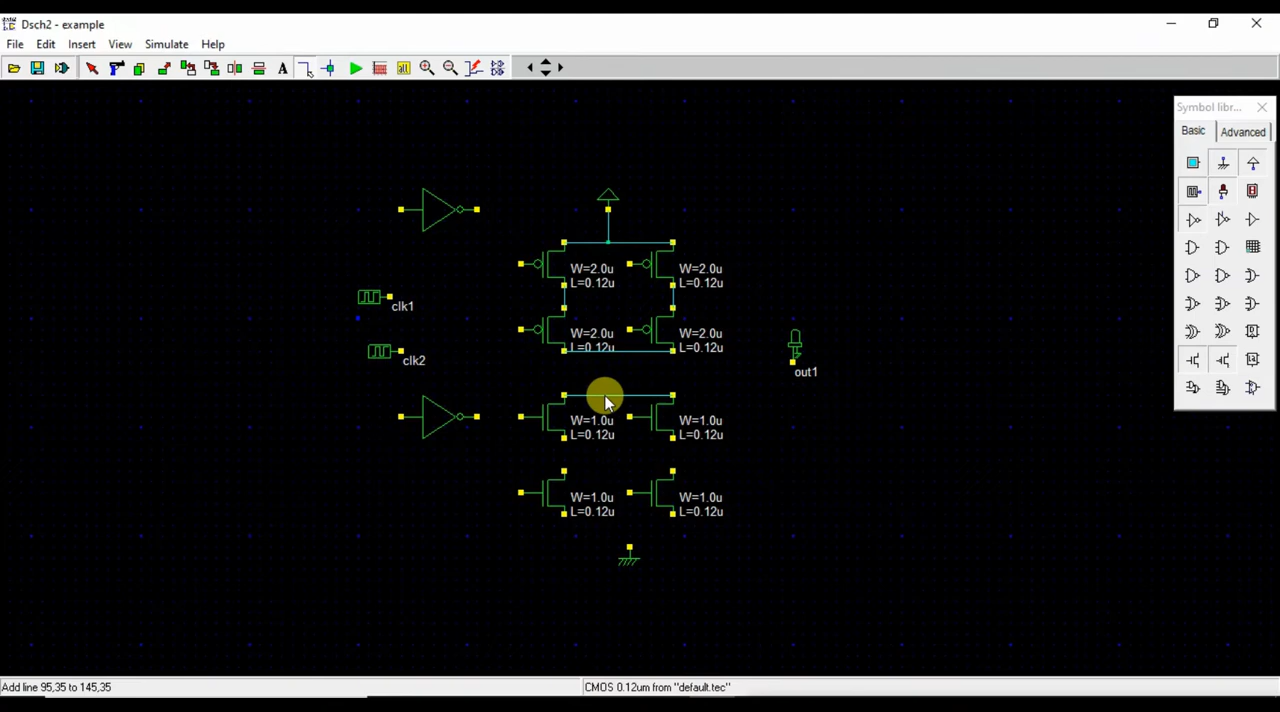 Dsch2 - example
File Edit Insert View Simulate Help
A all
Symbol libr...
Basic Advanced
W=2.0u W=2.0u
L=0.12u L=0.12u
clk1
W=2.0u W=2.0u
L=0.12u L=0.12u
clk2
out1
W=1.0u W=1.0u
L=0.12u L=0.12u
W=1.0u W=1.0u
L=0.12u L=0.12u
Add line 95,35 to 145,35 CMOS 0.12um from "default.tec"